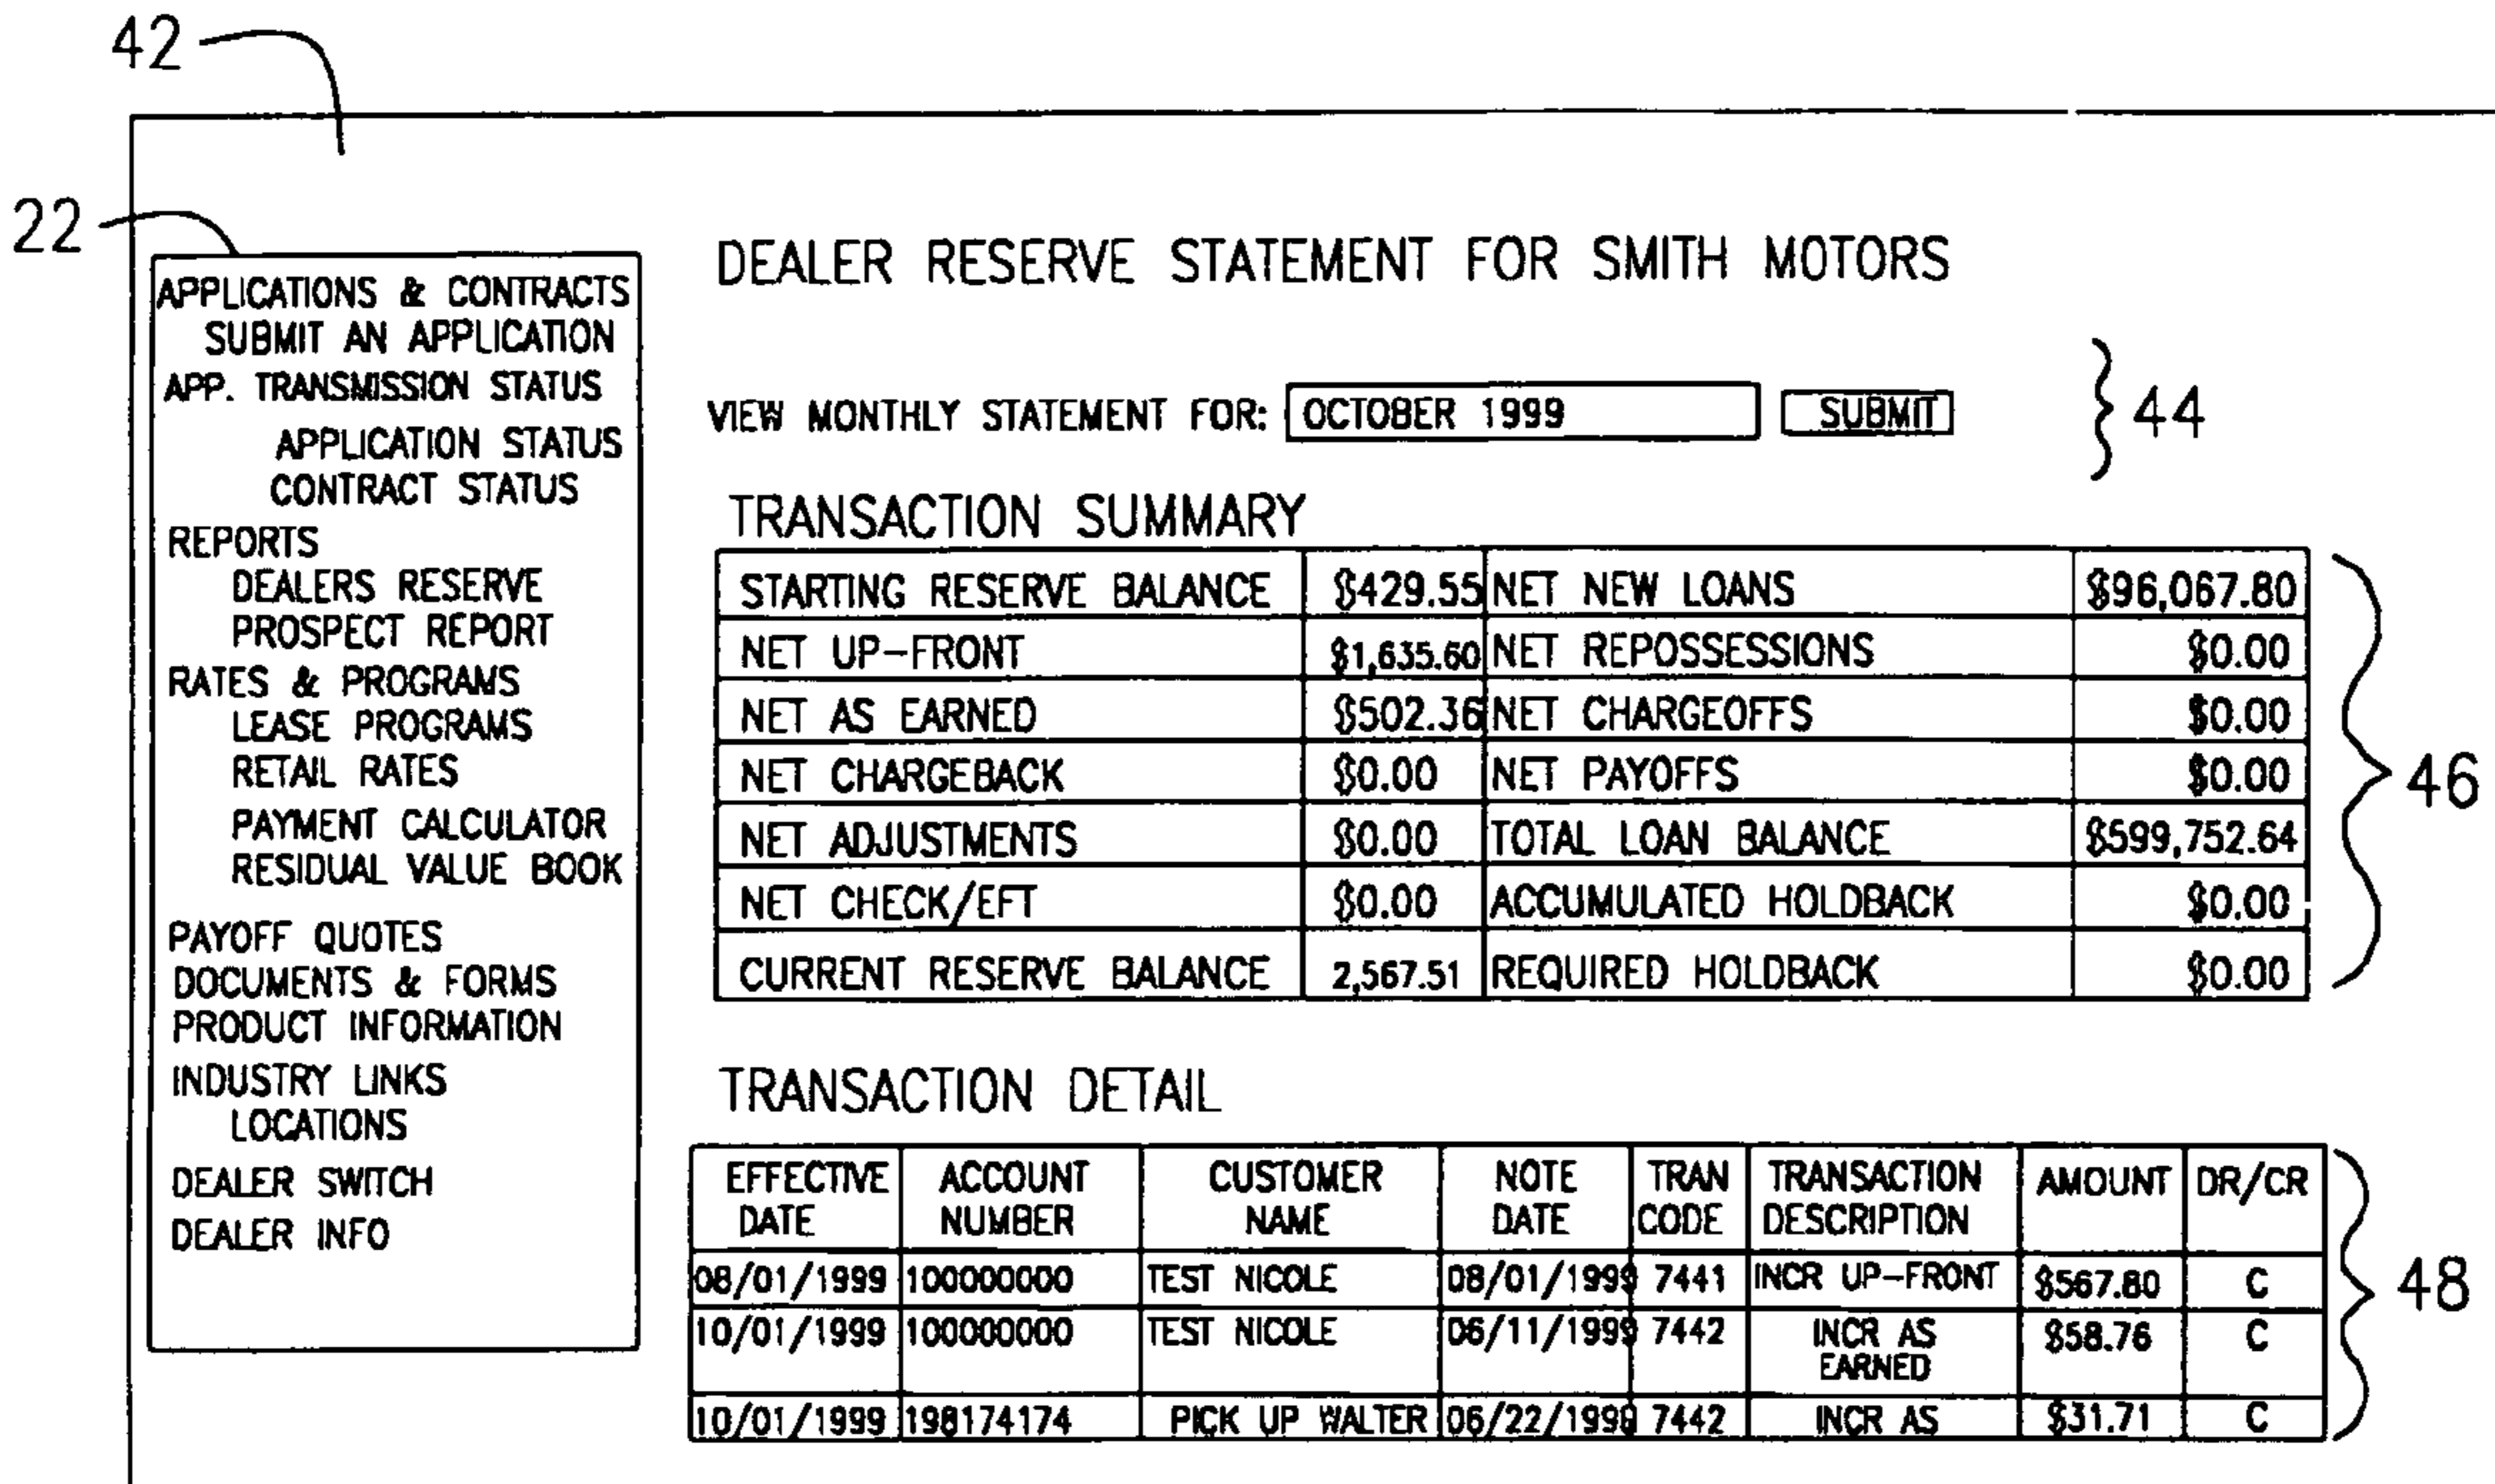 42
22
APPLICATIONS & CONTRACTS
SUBMIT AN APPLICATION
APP. TRANSMISSION STATUS
APPLICATION STATUS
CONTRACT STATUS
REPORTS
DEALERS RESERVE
PROSPECT REPORT
RATES & PROGRAMS
LEASE PROGRAMS
RETAIL RATES
PAYMENT CALCULATOR
RESIDUAL VALUE BOOK
PAYOFF QUOTES
DOCUMENTS & FORMS
PRODUCT INFORMATION
INDUSTRY LINKS
LOCATIONS
DEALER SWITCH
DEALER INFO
DEALER RESERVE STATEMENT FOR SMITH MOTORS
VIEW MONTHLY STATEMENT FOR: OCTOBER 1999 SUBMIT
44
TRANSACTION SUMMARY
STARTING RESERVE BALANCE $429.55 NET NEW LOANS $96,067.80
NET UP-FRONT $1,635.60 NET REPOSSESSIONS $0.00
NET AS EARNED $502.36 NET CHARGEOFFS $0.00
NET CHARGEBACK $0.00 NET PAYOFFS $0.00
NET ADJUSTMENTS $0.00 TOTAL LOAN BALANCE $599,752.64
NET CHECK/EFT $0.00 ACCUMULATED HOLDBACK $0.00
CURRENT RESERVE BALANCE 2,567.51 REQUIRED HOLDBACK $0.00
46
TRANSACTION DETAIL
EFFECTIVE ACCOUNT CUSTOMER NOTE TRAN TRANSACTION AMOUNT DR/CR
DATE NUMBER NAME DATE CODE DESCRIPTION
08/01/1999 100000000 TEST NICOLE 08/01/1999 7441 INCR UP-FRONT $567.80 C
10/01/1999 100000000 TEST NICOLE 06/11/1999 7442 INCR AS $58.76 C
EARNED
10/01/1999 198174174 PICK UP WALTER 06/22/1999 7442 INCR AS $31.71 C
48